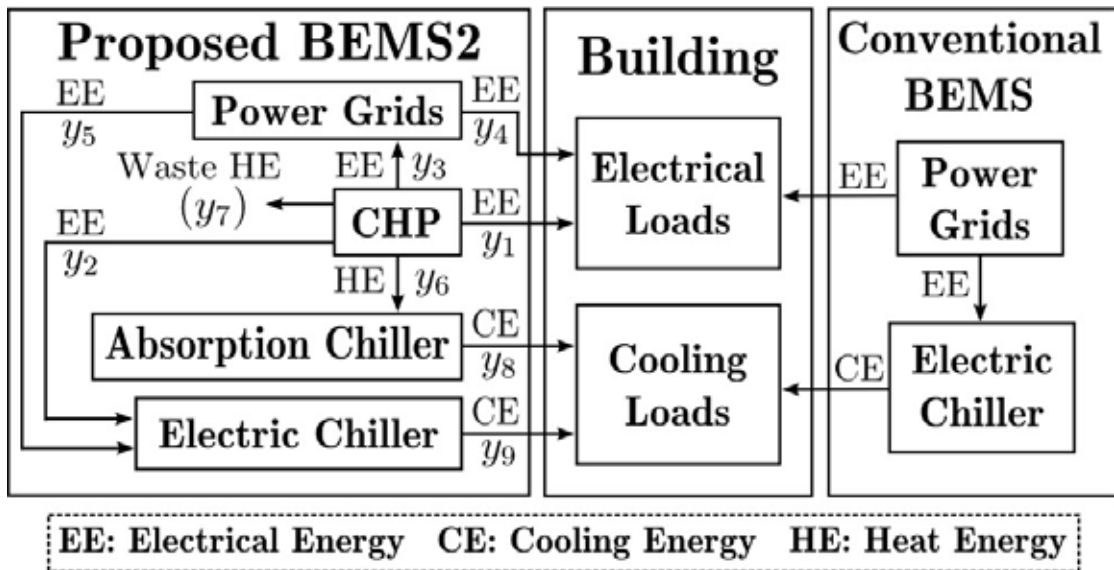 Proposed BEMS2
EE
y5
Power Grids
EE
y4
Waste HE
(y7)
EE
y3
EE
y2
CHP
EE
y1
HE
y6
Absorption Chiller
CE
y8
Electric Chiller
CE
y9
Building
Electrical
Loads
Cooling
Loads
Conventional
BEMS
EE
Power
Grids
EE
CE
Electric
Chiller
EE: Electrical Energy CE: Cooling Energy HE: Heat Energy